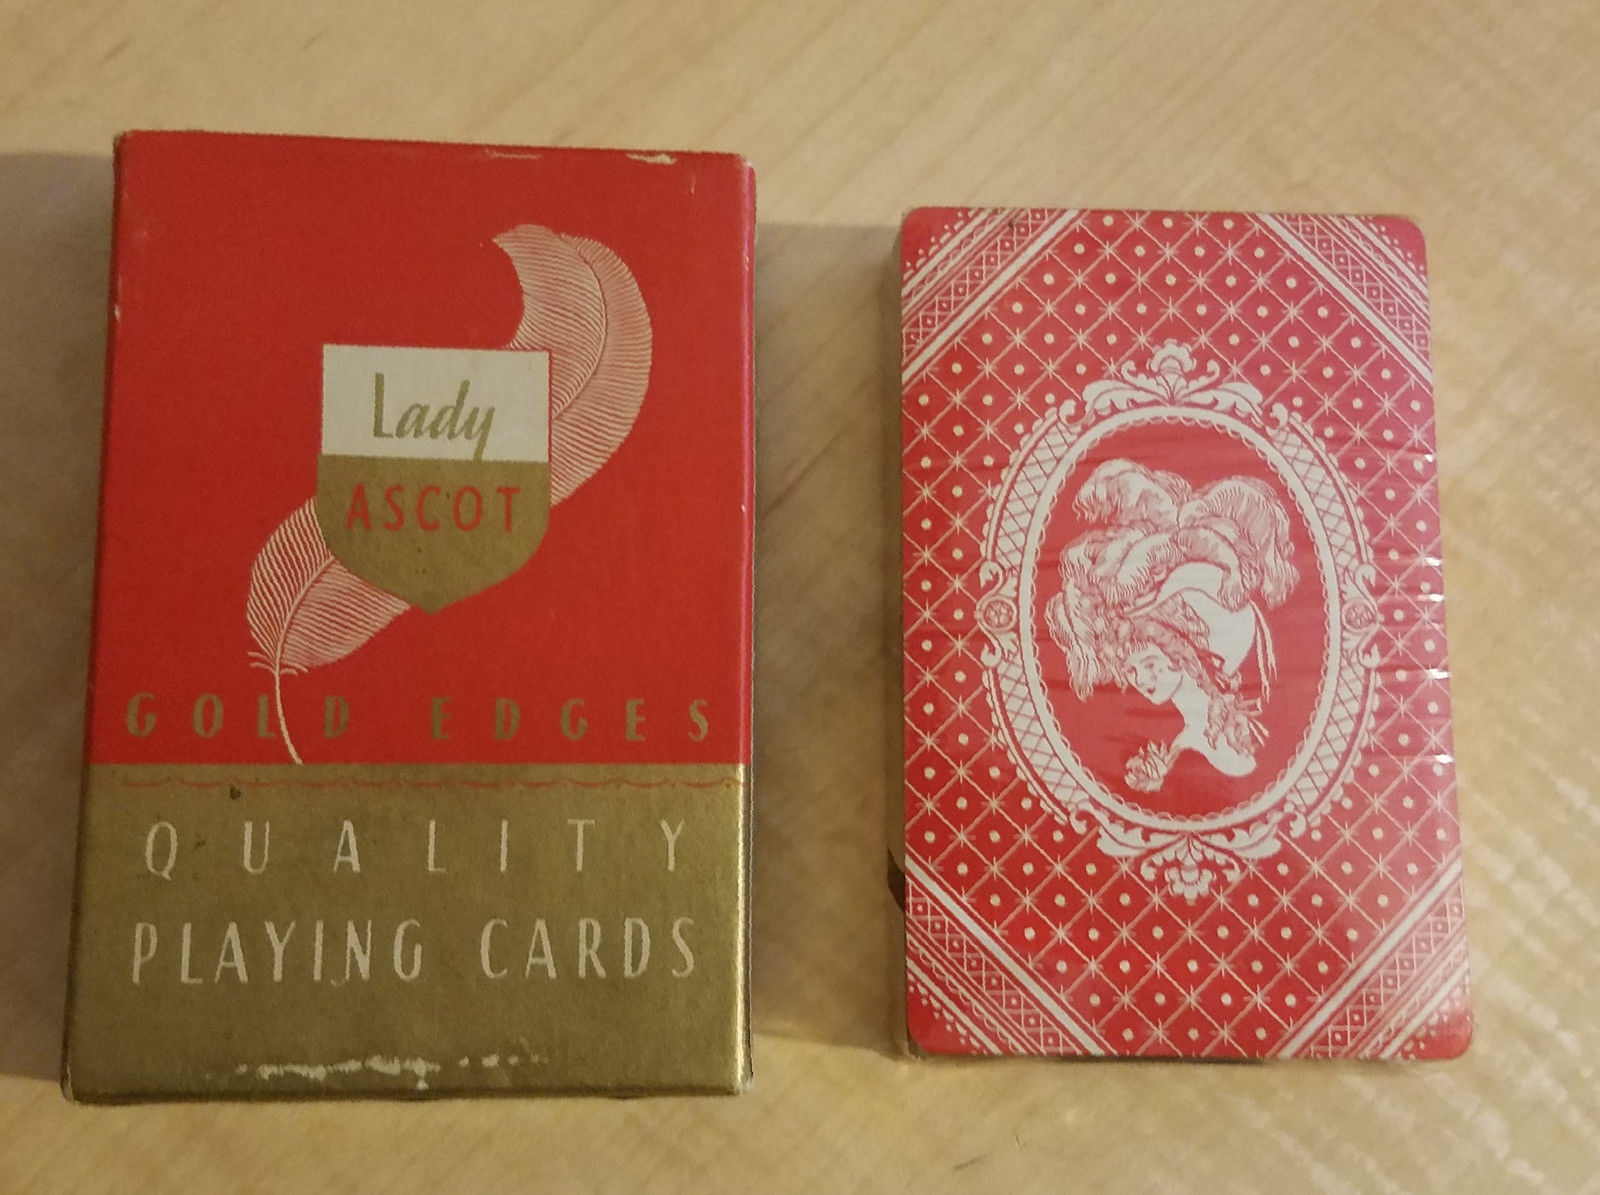 Lady
ASCOT
GOLD EDGES
QUALITY
PLAYING CARDS